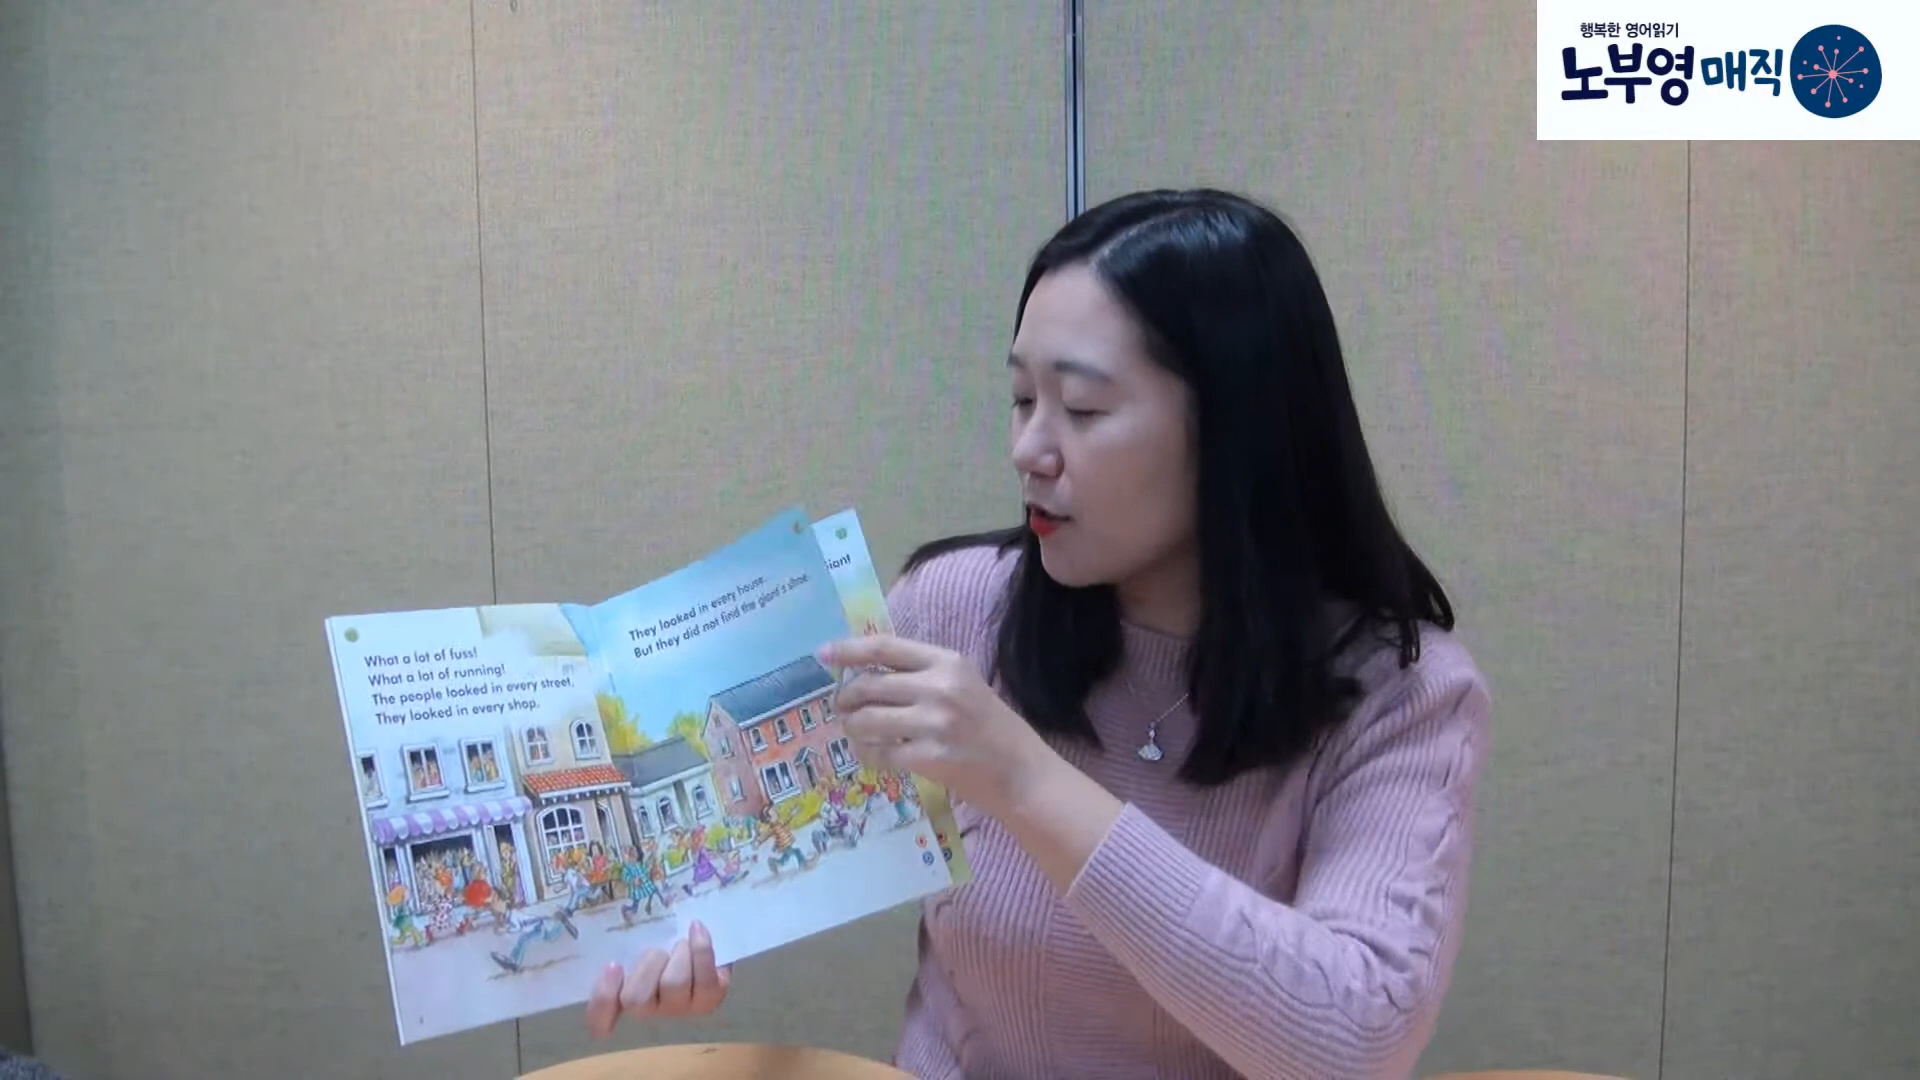 행복한 영어읽기
노부영 매직
What a lot of fuss!
What a lot of running!
The people looked in every street.
They looked in every shop.
They looked in every house.
But they did not find the giant's shoe.